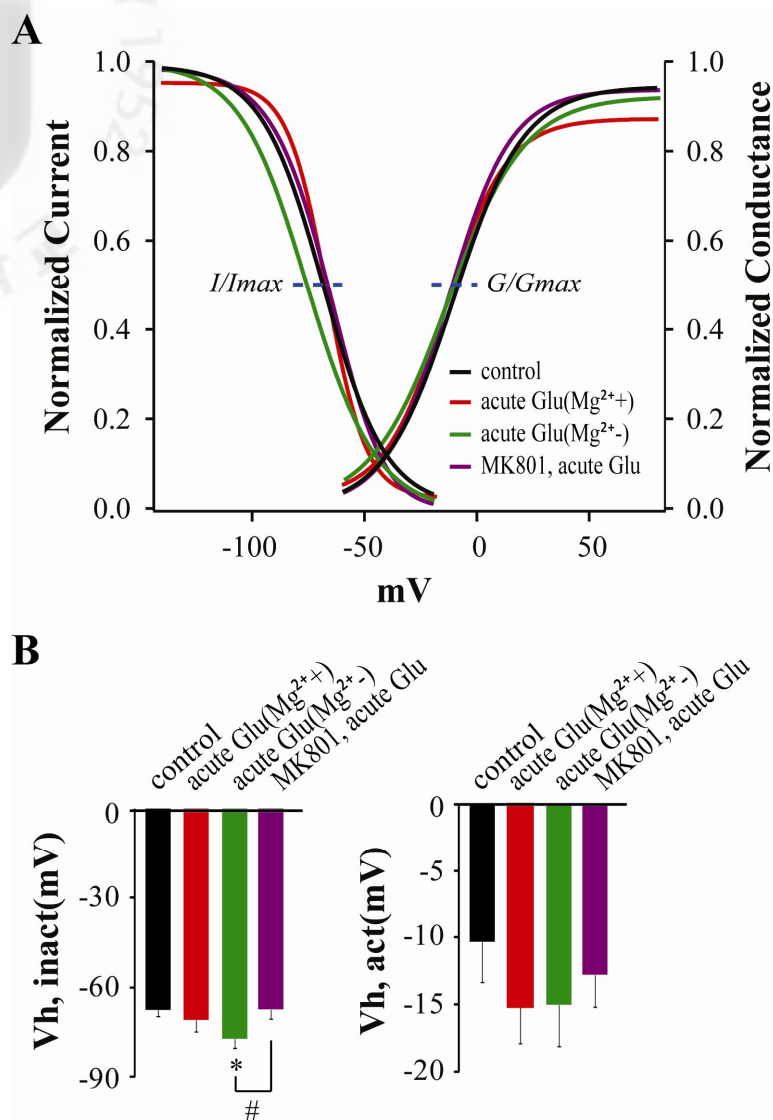 A
1.0
0.8
0.6
0.4
0.2
0.0
Normalized Current
1.0
0.8
0.6
0.4
0.2
0.0
Normalized Conductance
I/Imax
G/Gmax
control
acute Glu(Mg²⁺+)
acute Glu(Mg²⁺-)
MK801, acute Glu
-100 -50 0 50
mV
B
control
acute Glu(Mg²⁺+)
acute Glu(Mg²⁺-)
MK801, acute Glu
0
-30
-60
-90
Vh, inact(mV)
*
#
control
acute Glu(Mg²⁺+)
acute Glu(Mg²⁺-)
MK801, acute Glu
0
-5
-10
-15
-20
Vh, act(mV)